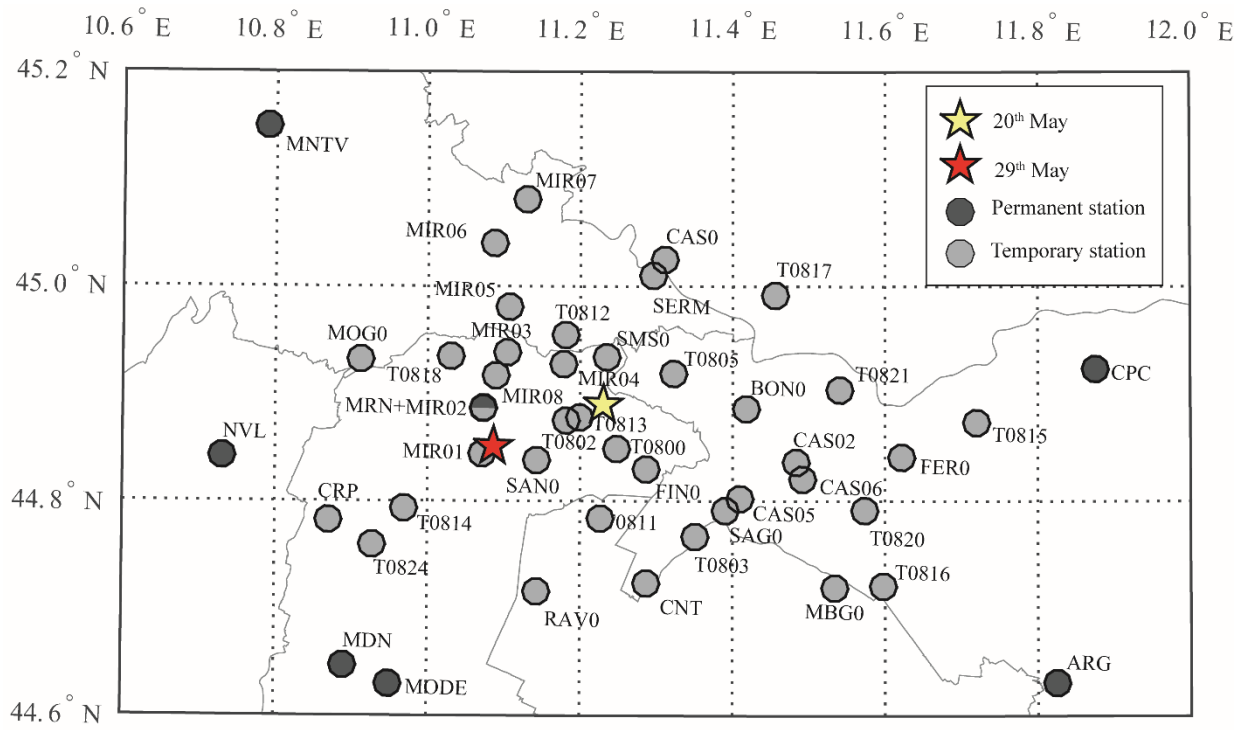 10.6° E 10.8° E 11.0° E 11.2° E 11.4° E 11.6° E 11.8° E 12.0° E
45.2° N
20th May
MNTV
29th May
MIR07
Permanent station
MIR06
CAS0
Temporary station
T0817
45.0° N
MIR05
SERM
T0812
MOG0
MIR03
SMS0
T0805
T0818
MIR04
CPC
MIR08
BON0
T0821
MRN+MIR02
T0813
NVL
T0815
MIR01
T0802
T0800
CAS02
FER0
SAN0
FIN0
CAS06
CRP
44.8° N
T0814
CAS05
0811
SAG0
T0820
T0824
T0803
T0816
RAV0
CNT
MBG0
MDN
ARG
MODE
44.6° N